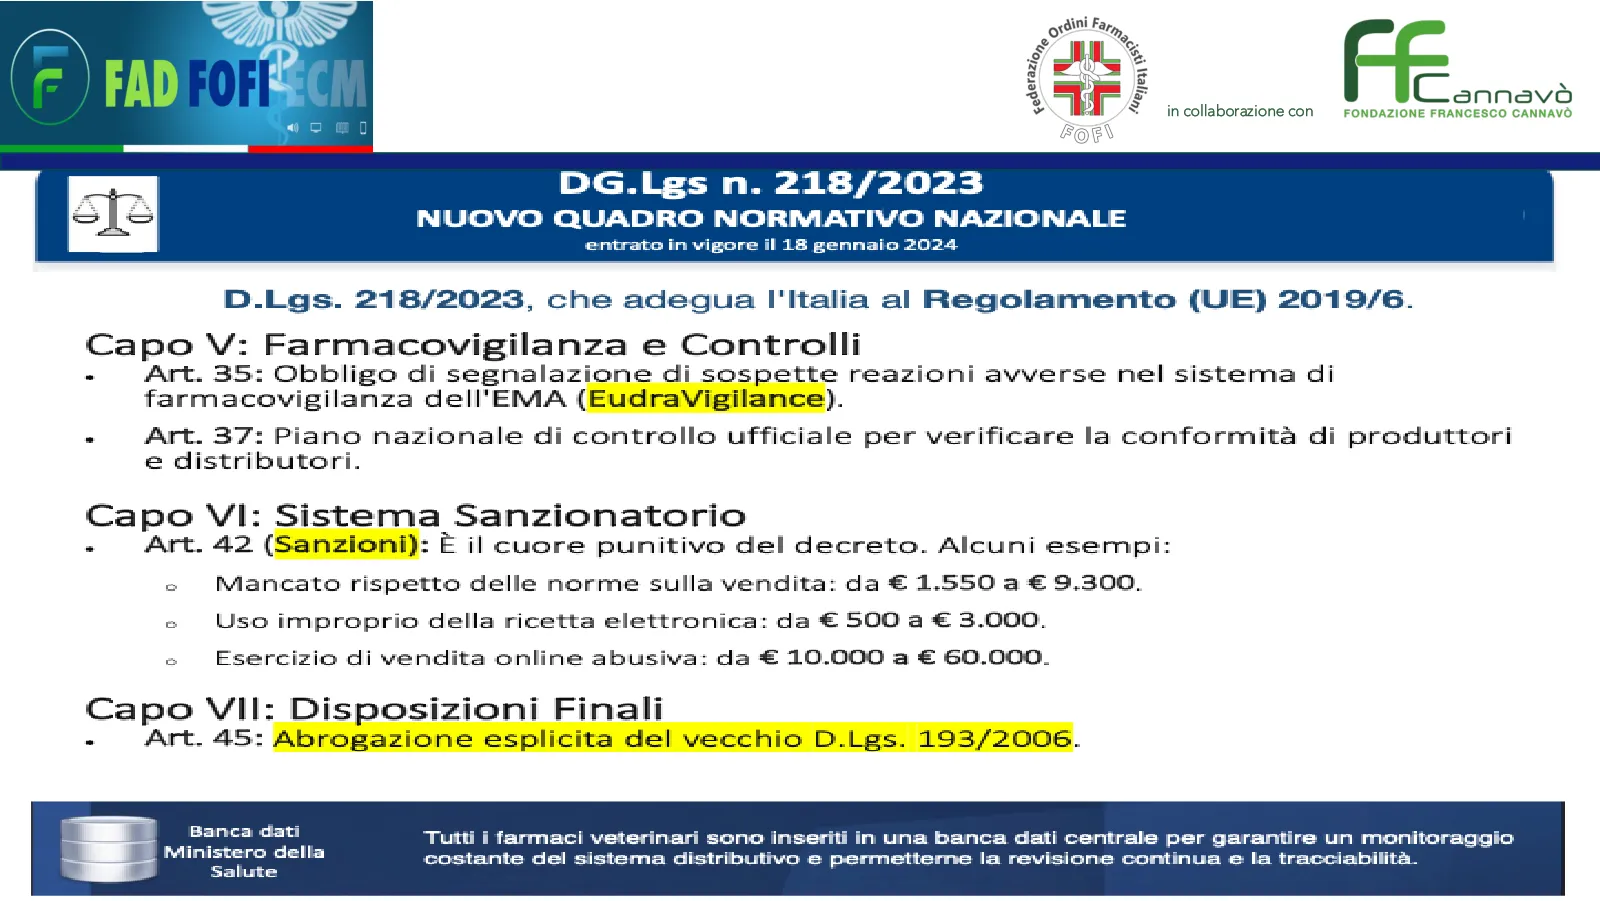 FAD FOFI ECM
Federazione Ordini Farmacisti Italiani
FOFI
in collaborazione con
Cannavò
FONDAZIONE FRANCESCO CANNAVÒ
DG.Lgs n. 218/2023
NUOVO QUADRO NORMATIVO NAZIONALE
entrato in vigore il 18 gennaio 2024
D.Lgs. 218/2023, che adegua l'Italia al Regolamento (UE) 2019/6.
Capo V: Farmacovigilanza e Controlli
• Art. 35: Obbligo di segnalazione di sospette reazioni avverse nel sistema di
farmacovigilanza dell'EMA (EudraVigilance).
• Art. 37: Piano nazionale di controllo ufficiale per verificare la conformità di produttori
e distributori.
Capo VI: Sistema Sanzionatorio
• Art. 42 (Sanzioni): È il cuore punitivo del decreto. Alcuni esempi:
○ Mancato rispetto delle norme sulla vendita: da € 1.550 a € 9.300.
○ Uso improprio della ricetta elettronica: da € 500 a € 3.000.
○ Esercizio di vendita online abusiva: da € 10.000 a € 60.000.
Capo VII: Disposizioni Finali
• Art. 45: Abrogazione esplicita del vecchio D.Lgs. 193/2006.
Banca dati
Ministero della
Salute
Tutti i farmaci veterinari sono inseriti in una banca dati centrale per garantire un monitoraggio
costante del sistema distributivo e permetterne la revisione continua e la tracciabilità.